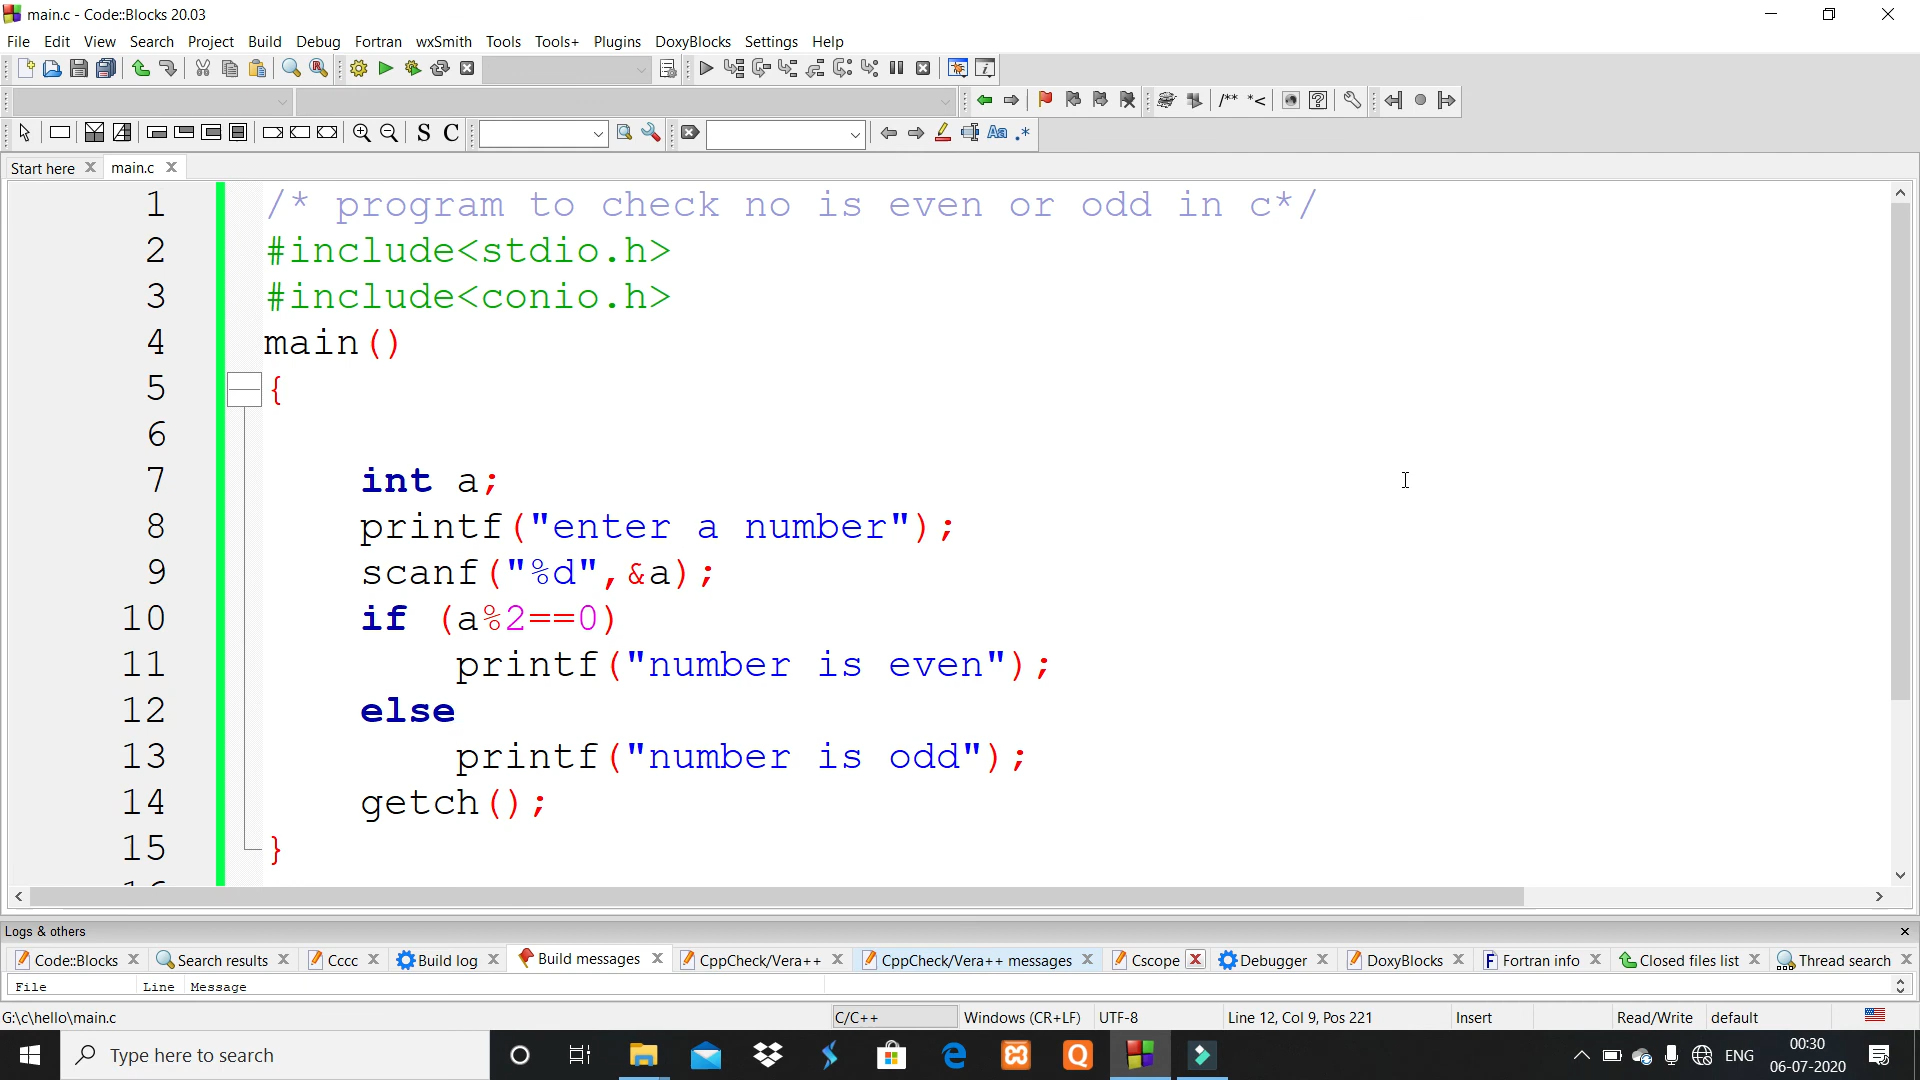 main.c - Code::Blocks 20.03
File Edit View Search Project Build Debug Fortran wxSmith Tools Tools+ Plugins DoxyBlocks Settings Help
/** *<
S C
Aa .*
Start here main.c
1 /* program to check no is even or odd in c*/
2 #include<stdio.h>
3 #include<conio.h>
4 main()
5 {
6
7 int a;
8 printf("enter a number");
9 scanf("%d",&a);
10 if (a%2==0)
11 printf("number is even");
12 else
13 printf("number is odd");
14 getch();
15 }
Logs & others
Code::Blocks Search results Cccc Build log Build messages CppCheck/Vera++ CppCheck/Vera++ messages Cscope Debugger DoxyBlocks Fortran info Closed files list Thread search
File Line Message
G:\c\hello\main.c C/C++ Windows (CR+LF) UTF-8 Line 12, Col 9, Pos 221 Insert Read/Write default
Type here to search ENG 00:30
06-07-2020